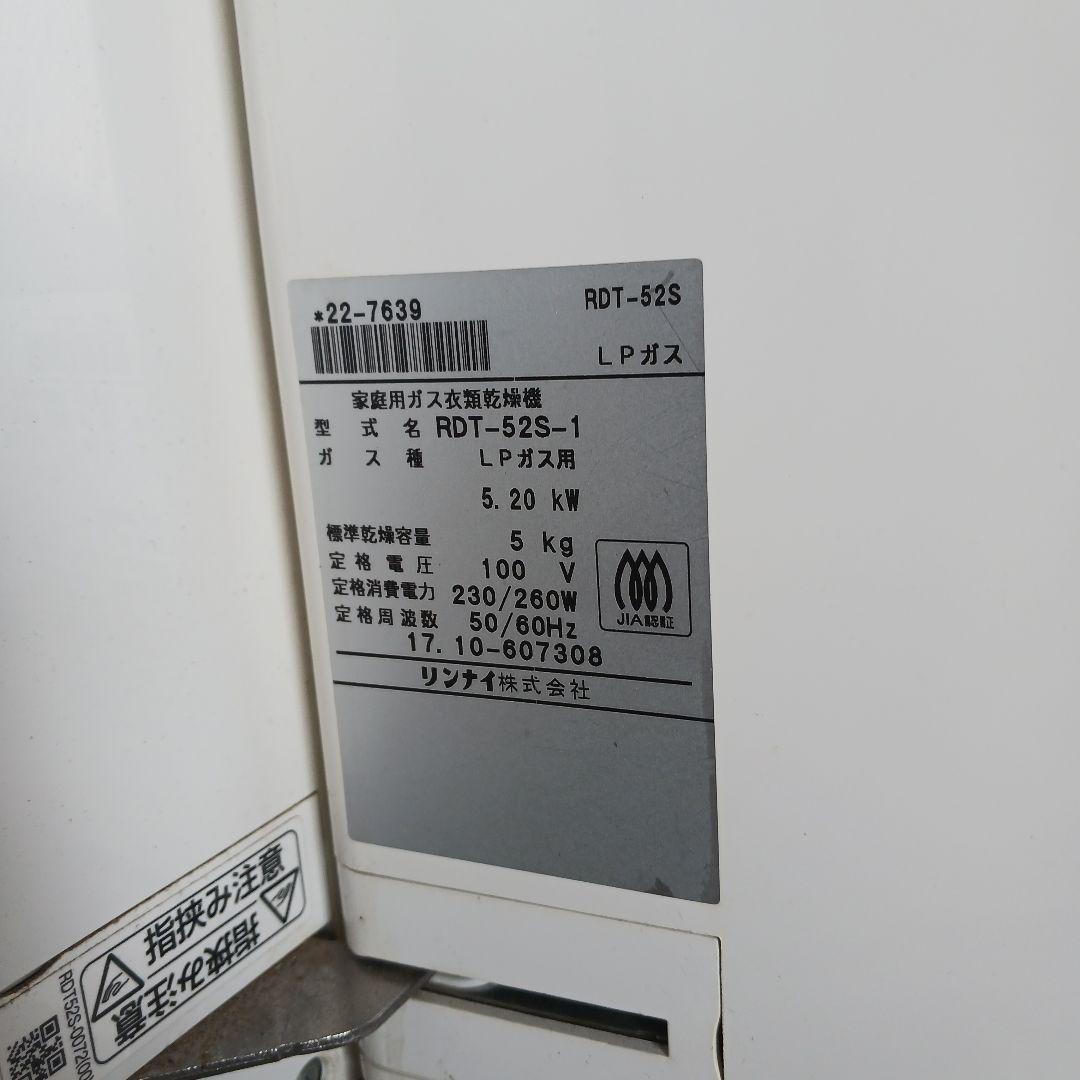 *22-7639
RDT-52S
LPガス
家庭用ガス衣類乾燥機
型式名 RDT-52S-1
ガス種 LPガス用
5.20 kW
標準乾燥容量 5 kg
定格電圧 100 V
定格消費電力 230/260W
定格周波数 50/60Hz
17.10-607308
リンナイ株式会社
JIA認証
指挟み注意
指挟み注意
RDT52S-0072(00)